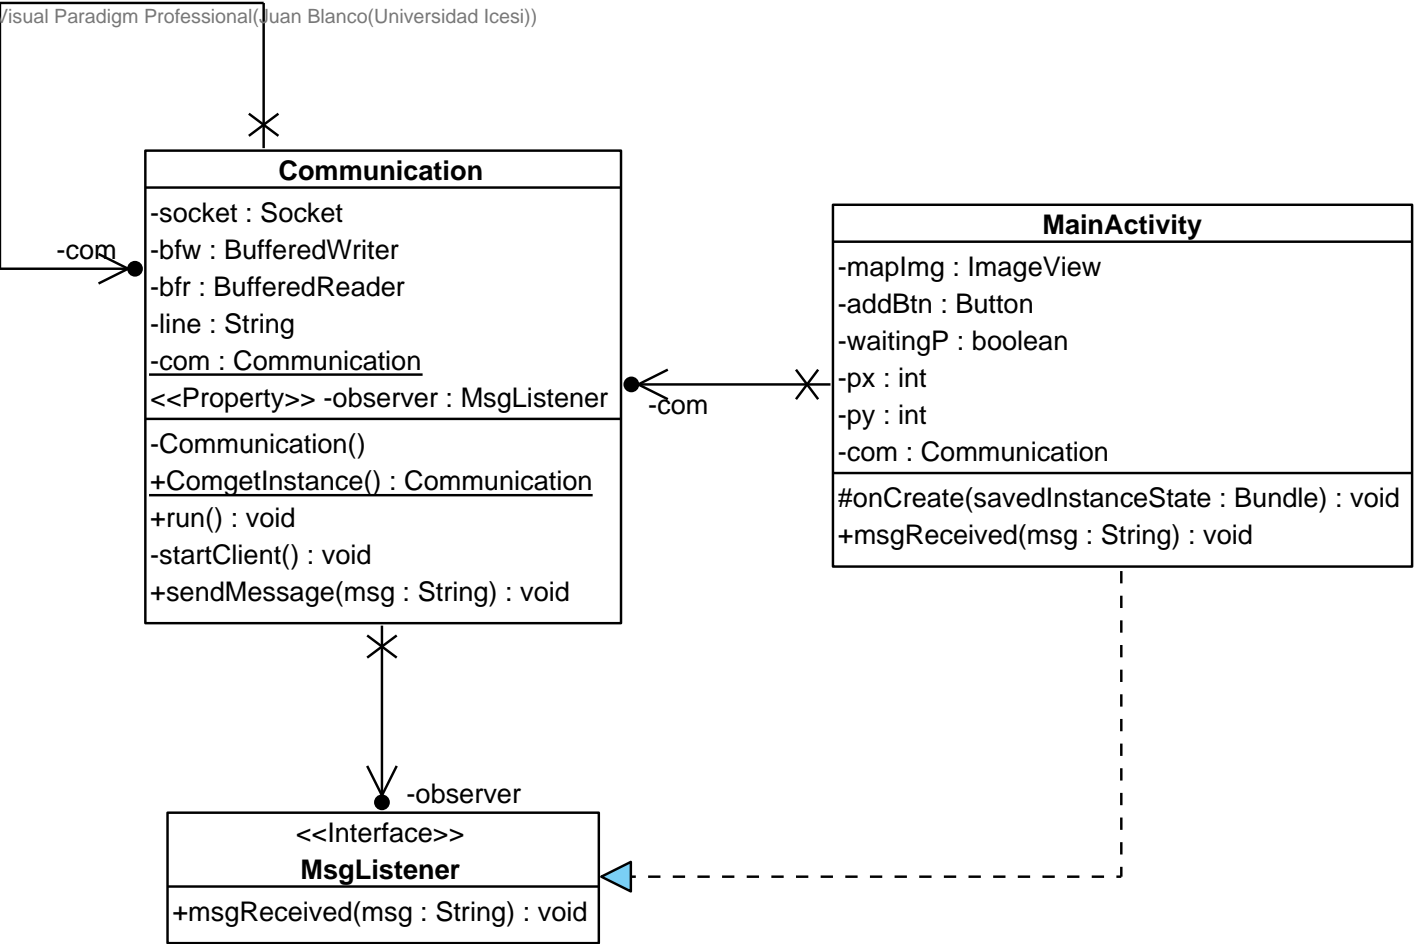 Visual Paradigm Professional(Juan Blanco(Universidad Icesi))
-com
Communication
-socket : Socket
-bfw : BufferedWriter
-bfr : BufferedReader
-line : String
-com : Communication
<<Property>> -observer : MsgListener
-Communication()
+ComgetInstance() : Communication
+run() : void
-startClient() : void
+sendMessage(msg : String) : void
-com
MainActivity
-mapImg : ImageView
-addBtn : Button
-waitingP : boolean
-px : int
-py : int
-com : Communication
#onCreate(savedInstanceState : Bundle) : void
+msgReceived(msg : String) : void
-observer
<<Interface>>
MsgListener
+msgReceived(msg : String) : void